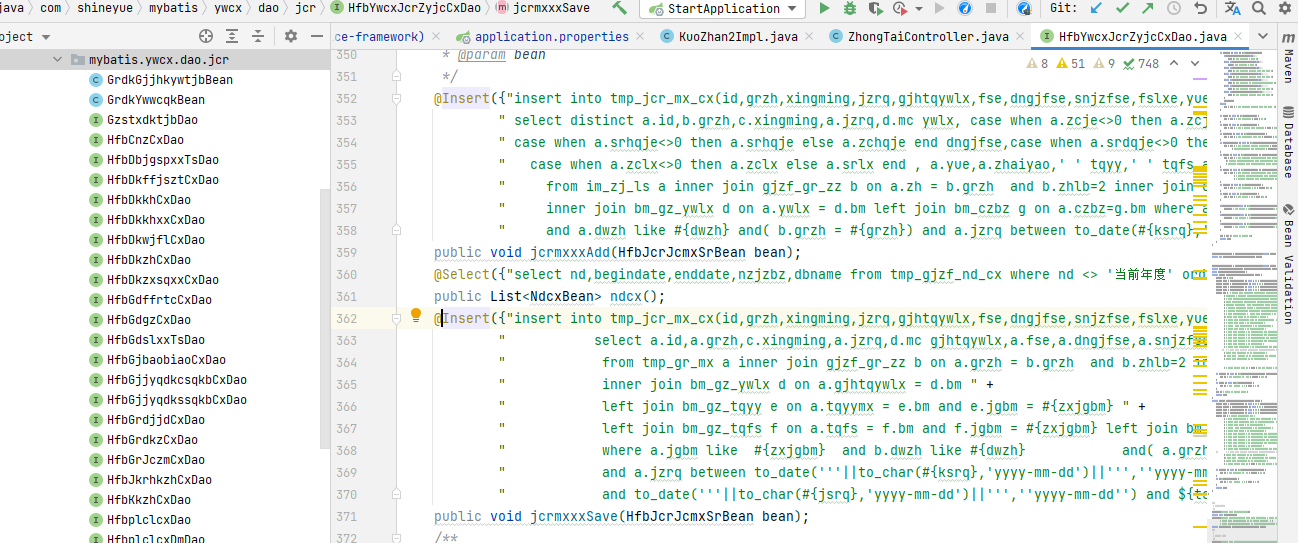 java › com › shineyue › mybatis › ywcx › dao › jcr › HfbYwcxJcrZyjcCxDao › jcrmxxxSave
StartApplication
Git:
oject
ce-framework)
application.properties
KuoZhan2Impl.java
ZhongTaiController.java
HfbYwcxJcrZyjcCxDao.java
8 51 9 748
mybatis.ywcx.dao.jcr
GrdkGjjhkywtjbBean
GrdkYwwcqkBean
GzstxdktjbDao
HfbCnzCxDao
HfbDbjgspxxTsDao
HfbDkffjsztCxDao
HfbDkkhCxDao
HfbDkkhxxCxDao
HfbDkwjflCxDao
HfbDkzhCxDao
HfbDkzxsqxxCxDao
HfbGdffrtcCxDao
HfbGdgzCxDao
HfbGdslxxTsDao
HfbGjbaobiaoCxDao
HfbGjjyqdkcsqkbCxDao
HfbGjjyqdkssqkbCxDao
HfbGrdjjdCxDao
HfbGrdkzCxDao
HfbGrJczmCxDao
HfbJkrhkzhCxDao
HfbKkzhCxDao
HfbplclcxDao
HfbplclcxDmDao
350 * @param bean
351 */
352 @Insert({"insert into tmp_jcr_mx_cx(id,grzh,xingming,jzrq,gjhtqywlx,fse,dngjfse,snjzfse,fslxe,yue
353 " select distinct a.id,b.grzh,c.xingming,a.jzrq,d.mc ywlx, case when a.zcje<>0 then a.zcj
354 " case when a.srhqje<>0 then a.srhqje else a.zchqje end dngjfse,case when a.srdqje<>0 the
355 " case when a.zclx<>0 then a.zclx else a.srlx end , a.yue,a.zhaiyao,' ' tqyy,' ' tqfs,a
356 " from im_zj_ls a inner join gjzf_gr_zz b on a.zh = b.grzh and b.zhlb=2 inner join
357 " inner join bm_gz_ywlx d on a.ywlx = d.bm left join bm_czbz g on a.czbz=g.bm where a
358 " and a.dwzh like #{dwzh} and( b.grzh = #{grzh}) and a.jzrq between to_date(#{ksrq},'
359 public void jcrmxxxAdd(HfbJcrJcmxSrBean bean);
360 @Select({"select nd,begindate,enddate,nzjzbz,dbname from tmp_gjzf_nd_cx where nd <> '当前年度' ord
361 public List<NdcxBean> ndcx();
362 @Insert({"insert into tmp_jcr_mx_cx(id,grzh,xingming,jzrq,gjhtqywlx,fse,dngjfse,snjzfse,fslxe,yue
363 " select a.id,a.grzh,c.xingming,a.jzrq,d.mc gjhtqywlx,a.fse,a.dngjfse,a.snjzfs
364 " from tmp_gr_mx a inner join gjzf_gr_zz b on a.grzh = b.grzh and b.zhlb=2 i
365 " inner join bm_gz_ywlx d on a.gjhtqywlx = d.bm " +
366 " left join bm_gz_tqyy e on a.tqyymx = e.bm and e.jgbm = #{zxjgbm} " +
367 " left join bm_gz_tqfs f on a.tqfs = f.bm and f.jgbm = #{zxjgbm} left join bm
368 " where a.jgbm like #{zxjgbm} and b.dwzh like #{dwzh} and( a.grzh
369 " and a.jzrq between to_date('''||to_char(#{ksrq},'yyyy-mm-dd')||''',''yyyy-mm
370 " and to_date('''||to_char(#{jsrq},'yyyy-mm-dd')||''',''yyyy-mm-dd'') and ${te
371 public void jcrmxxxSave(HfbJcrJcmxSrBean bean);
372 /**
Maven
Database
Bean Validation